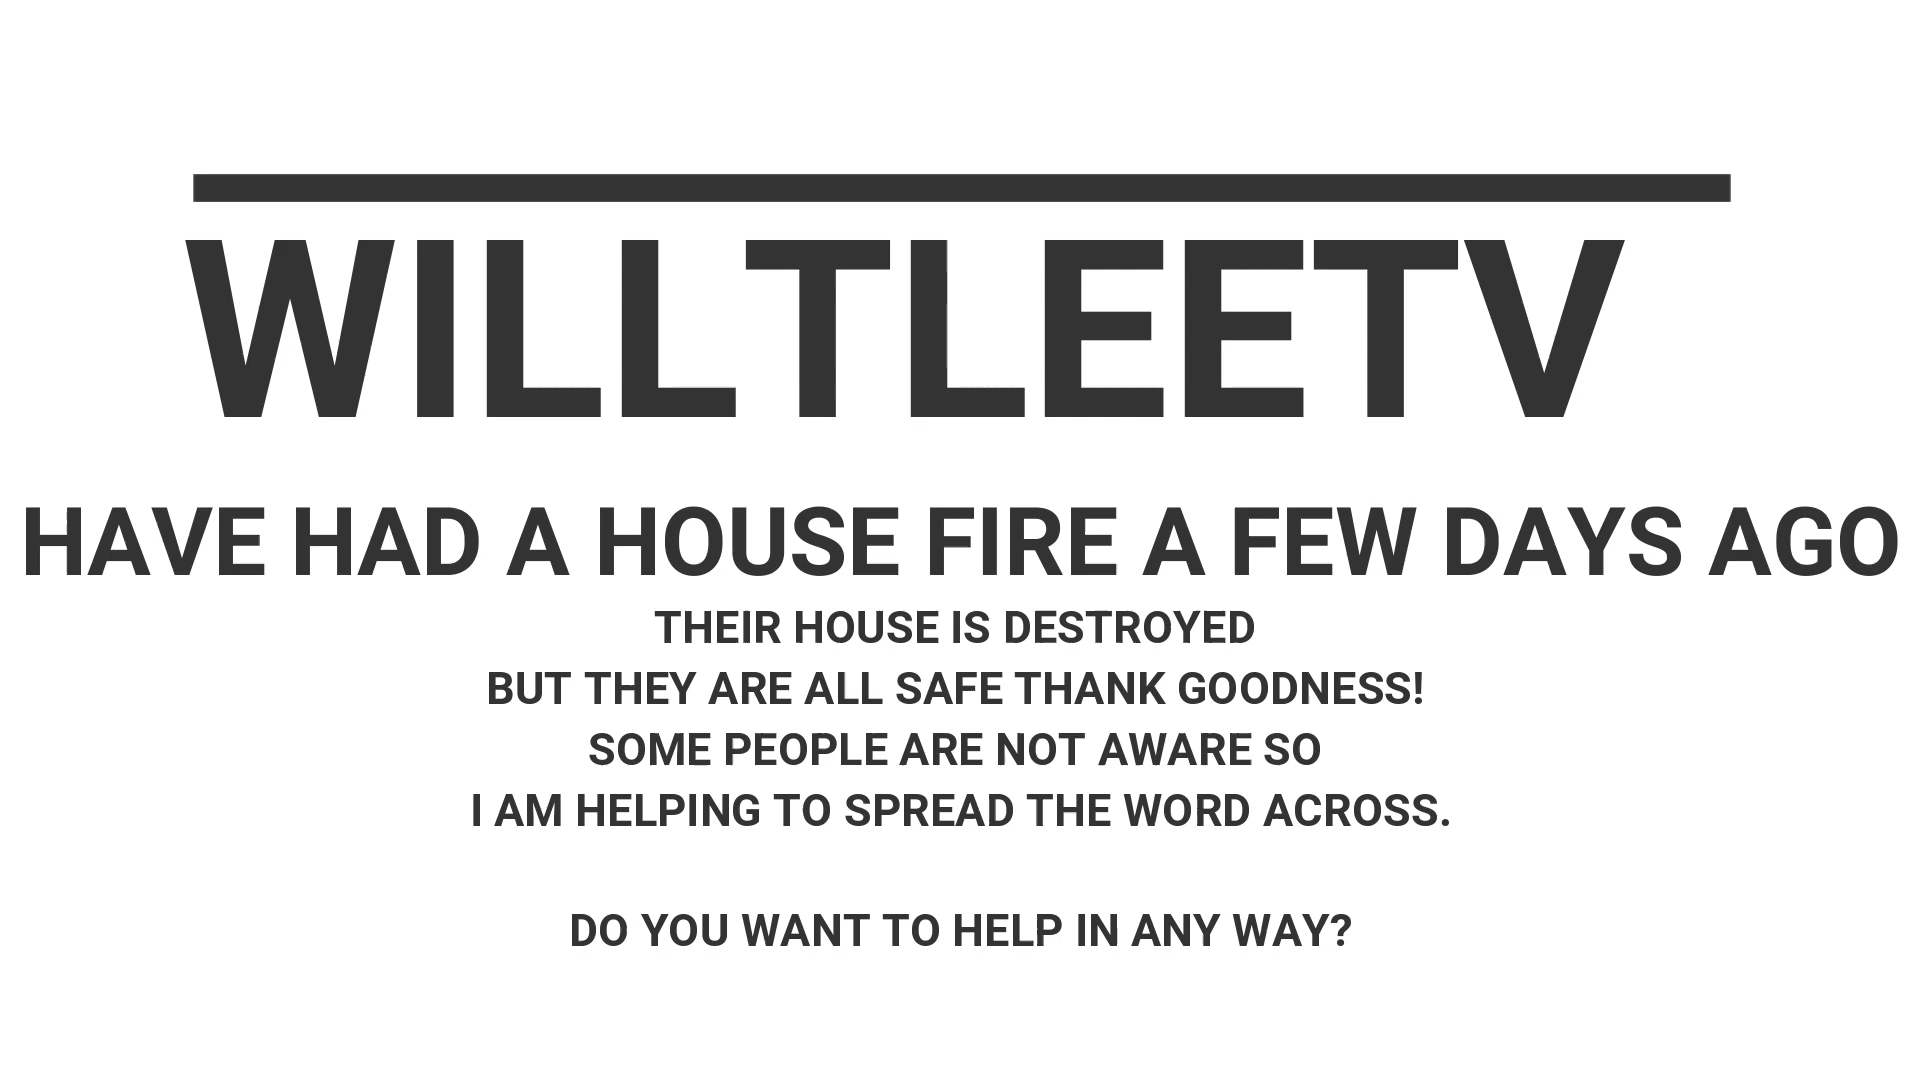 WILLTLEETV
HAVE HAD A HOUSE FIRE A FEW DAYS AGO
THEIR HOUSE IS DESTROYED
BUT THEY ARE ALL SAFE THANK GOODNESS!
SOME PEOPLE ARE NOT AWARE SO
I AM HELPING TO SPREAD THE WORD ACROSS.
DO YOU WANT TO HELP IN ANY WAY?